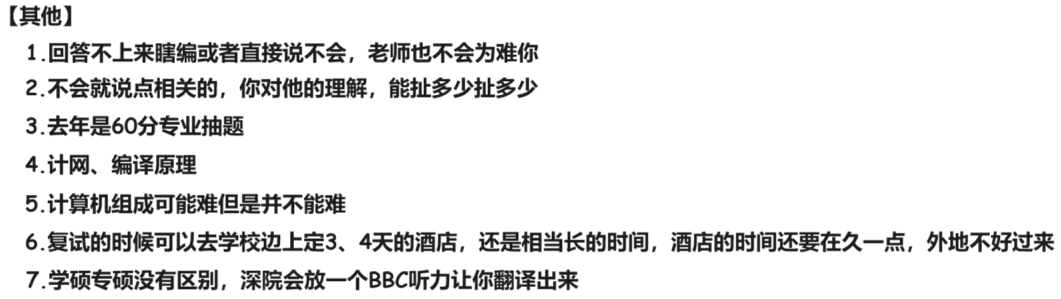 【其他】
1.回答不上来瞎编或者直接说不会，老师也不会为难你
2.不会就说点相关的，你对他的理解，能扯多少扯多少
3.去年是60分专业抽题
4.计网、编译原理
5.计算机组成可能难但是并不能难
6.复试的时候可以去学校边上定3、4天的酒店，还是相当长的时间，酒店的时间还要在久一点，外地不好过来
7.学硕专硕没有区别，深院会放一个BBC听力让你翻译出来